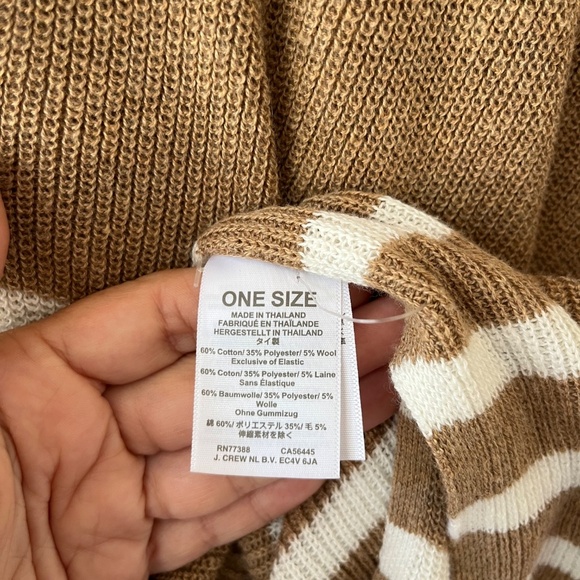 ONE SIZE
MADE IN THAILAND
FABRIQUÉ EN THAÏLANDE
HERGESTELLT IN THAILAND
タイ製
60% Cotton/ 35% Polyester/ 5% Wool
Exclusive of Elastic
60% Coton/ 35% Polyester/ 5% Laine
Sans Élastique
60% Baumwolle/ 35% Polyester/ 5%
Wolle
Ohne Gummizug
綿 60%/ ポリエステル 35%/ 毛 5%
伸縮素材を除く
RN77388 CA56445
J. CREW NL B.V. EC4V 6JA